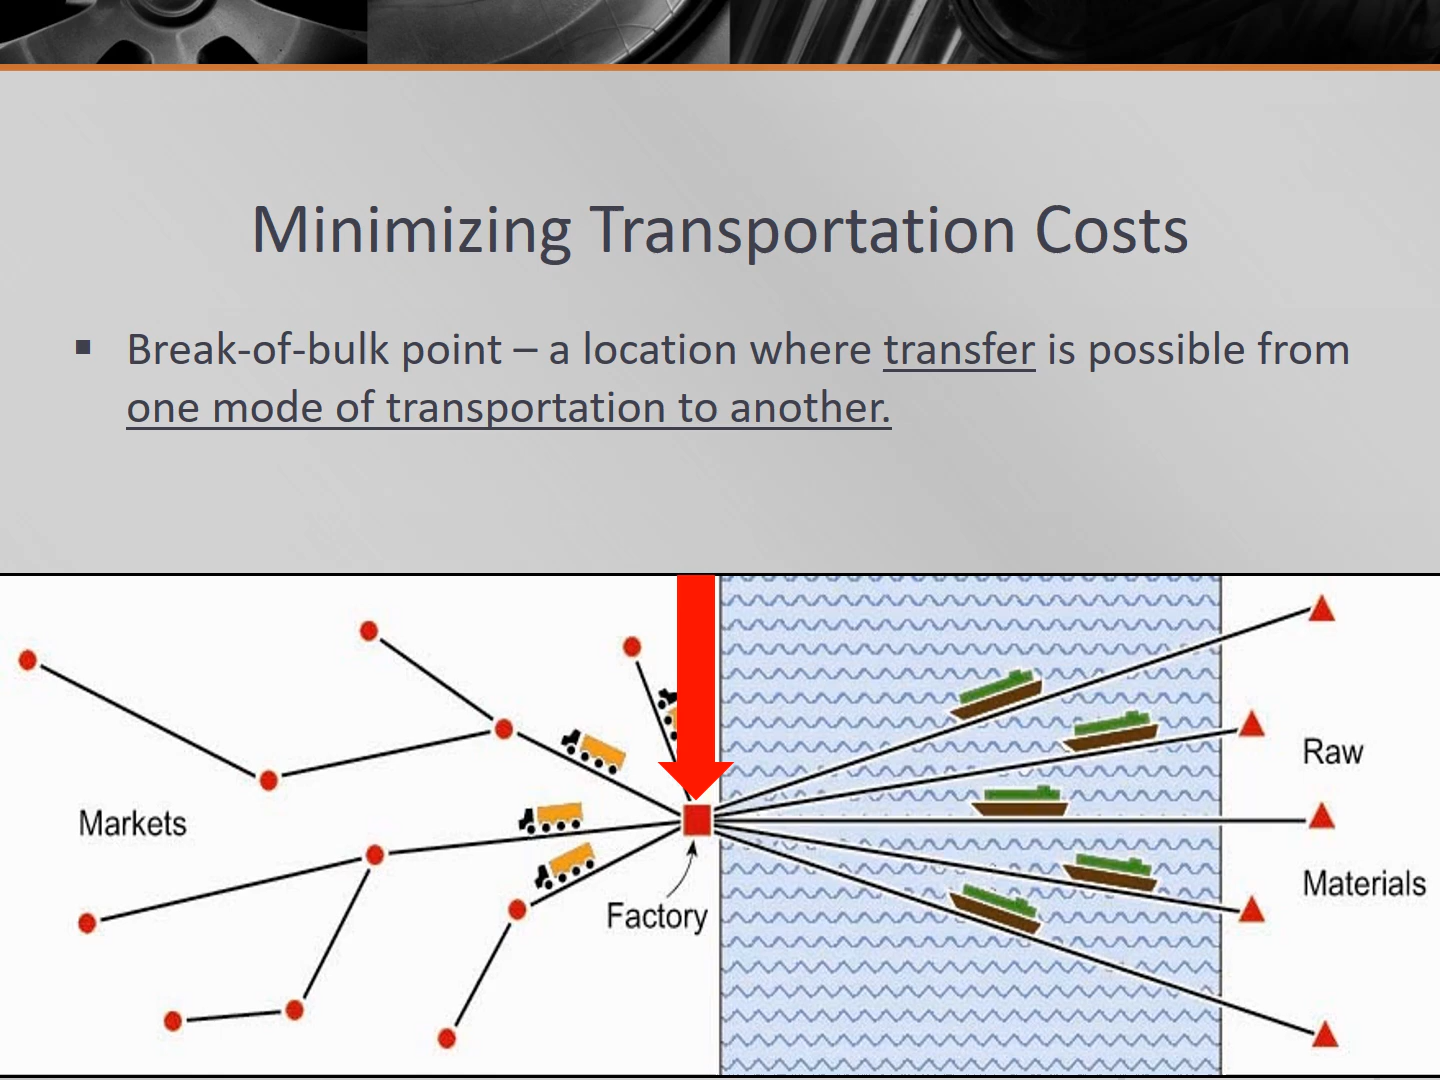 Minimizing Transportation Costs
▪ Break-of-bulk point – a location where transfer is possible from
one mode of transportation to another.
Markets
Factory
Raw
Materials